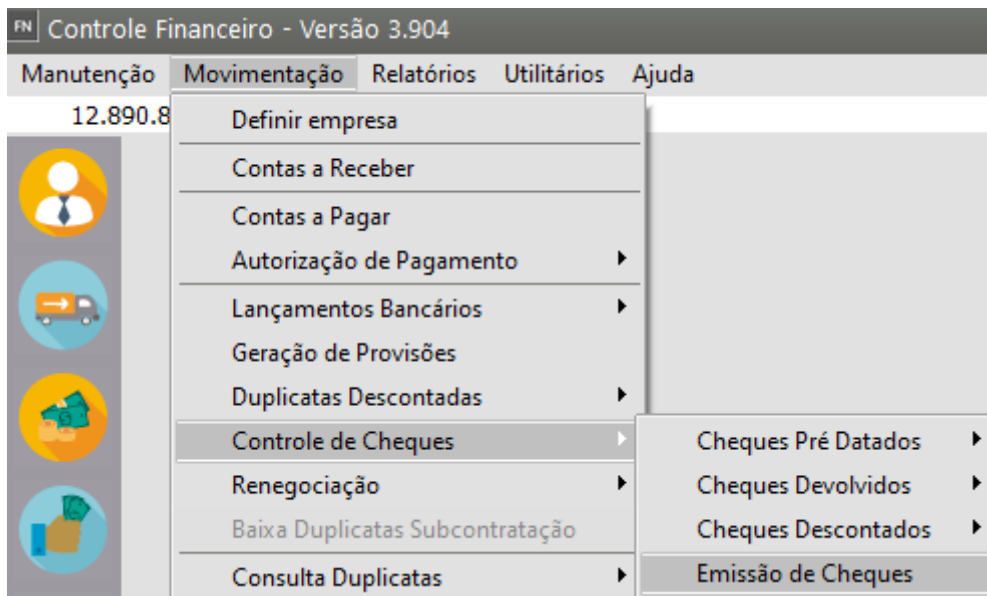 FN Controle Financeiro - Versão 3.904
Manutenção Movimentação Relatórios Utilitários Ajuda
12.890.8
Definir empresa
Contas a Receber
Contas a Pagar
Autorização de Pagamento
Lançamentos Bancários
Geração de Provisões
Duplicatas Descontadas
Controle de Cheques
Renegociação
Baixa Duplicatas Subcontratação
Consulta Duplicatas
Cheques Pré Datados
Cheques Devolvidos
Cheques Descontados
Emissão de Cheques